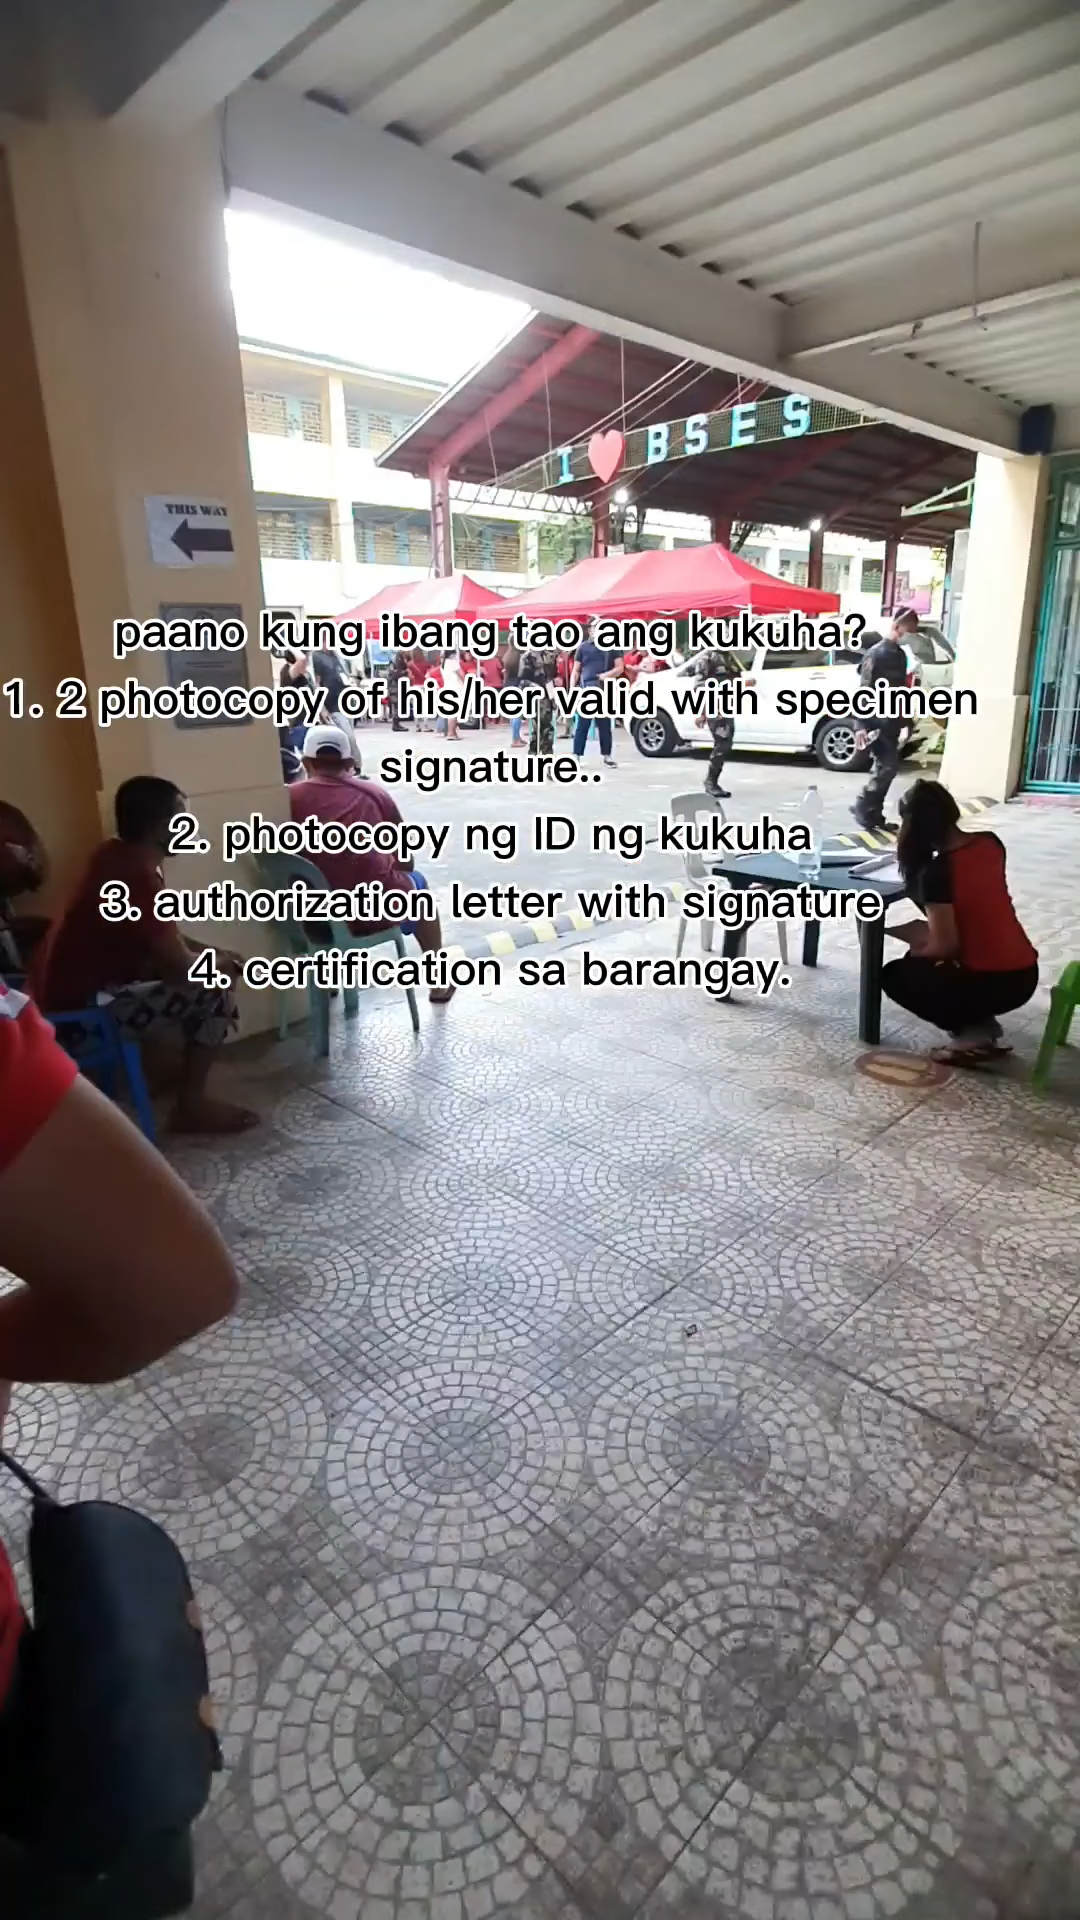 I ❤ BSES
THIS WAY
paano kung ibang tao ang kukuha?
1. 2 photocopy of his/her valid with specimen
signature..
2. photocopy ng ID ng kukuha
3. authorization letter with signature
4. certification sa barangay.